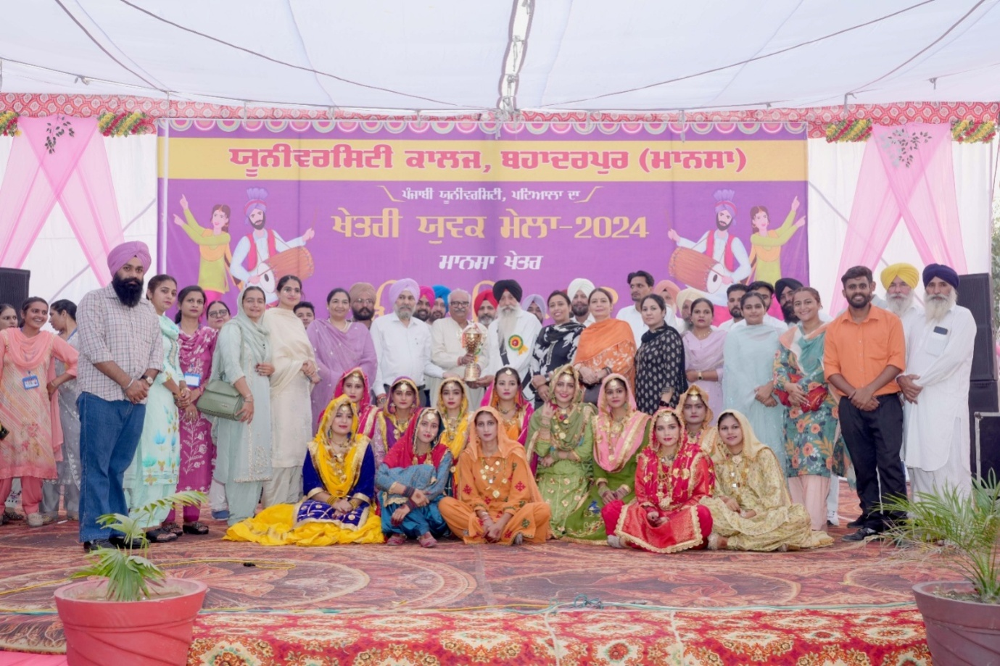 ਯੂਨੀਵਰਸਿਟੀ ਕਾਲਜ, ਬਹਾਦਰਪੁਰ (ਮਾਨਸਾ)
ਪੰਜਾਬੀ ਯੂਨੀਵਰਸਿਟੀ, ਪਟਿਆਲਾ ਦਾ
ਖੇਤਰੀ ਯੁਵਕ ਮੇਲਾ-2024
ਮਾਨਸਾ ਖੇਤਰ